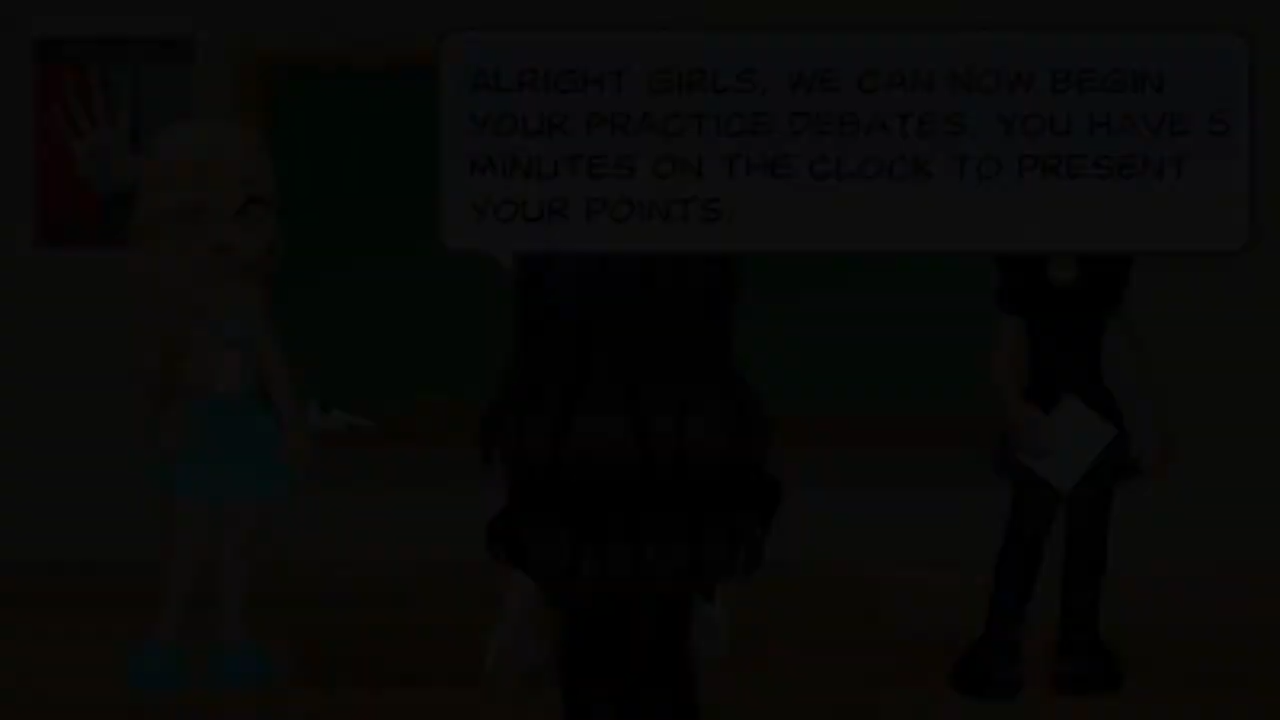 ALRIGHT GIRLS, WE CAN NOW BEGIN
YOUR PRACTICE DEBATES. YOU HAVE 5
MINUTES ON THE CLOCK TO PRESENT
YOUR POINTS.